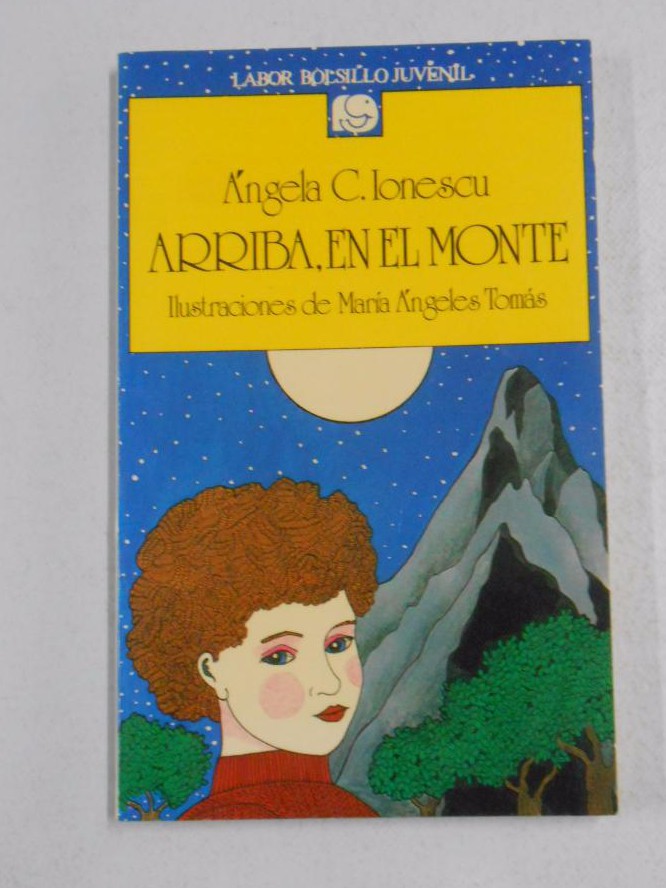 LABOR BOLSILLO JUVENIL
Ángela C. Ionescu
ARRIBA, EN EL MONTE
Ilustraciones de María Ángeles Tomás